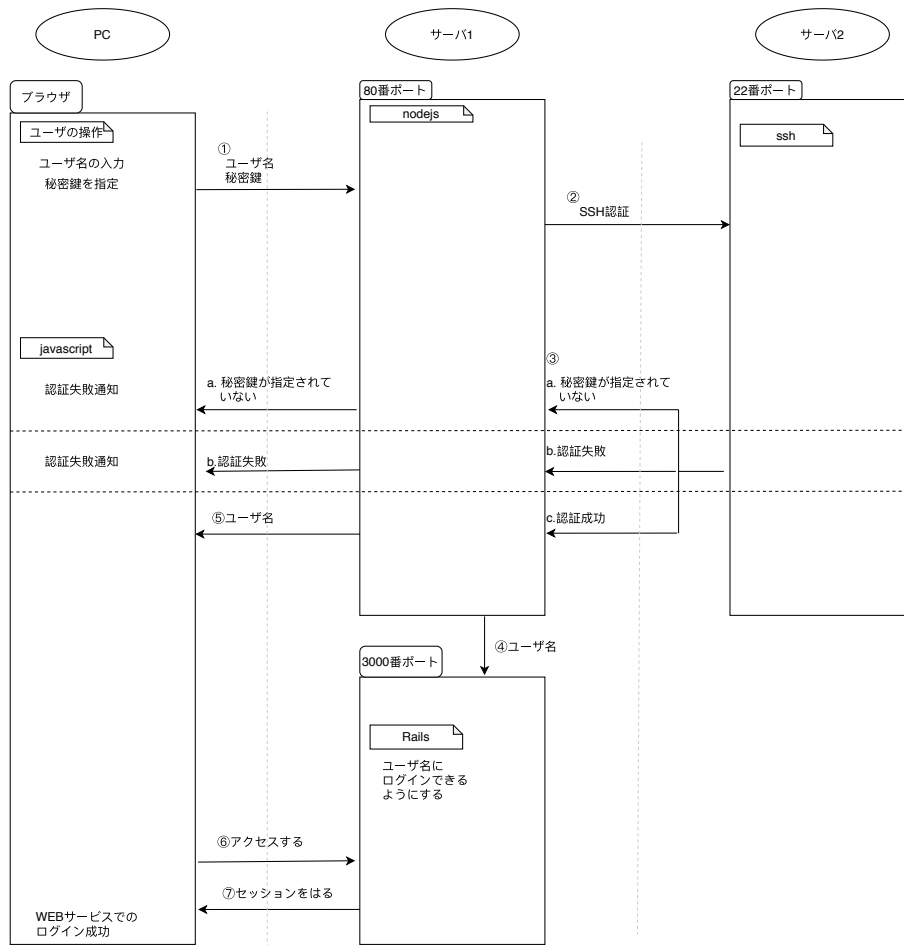 PC
サーバ1
サーバ2
ブラウザ
80番ポート
22番ポート
ユーザの操作
nodejs
ssh
ユーザ名の入力
秘密鍵を指定
①
ユーザ名
秘密鍵
②
SSH認証
javascript
認証失敗通知
a. 秘密鍵が指定されて
いない
③
a. 秘密鍵が指定されて
いない
認証失敗通知
b.認証失敗
b.認証失敗
⑤ユーザ名
c.認証成功
④ユーザ名
3000番ポート
Rails
ユーザ名に
ログインできる
ようにする
⑥アクセスする
⑦セッションをはる
WEBサービスでの
ログイン成功